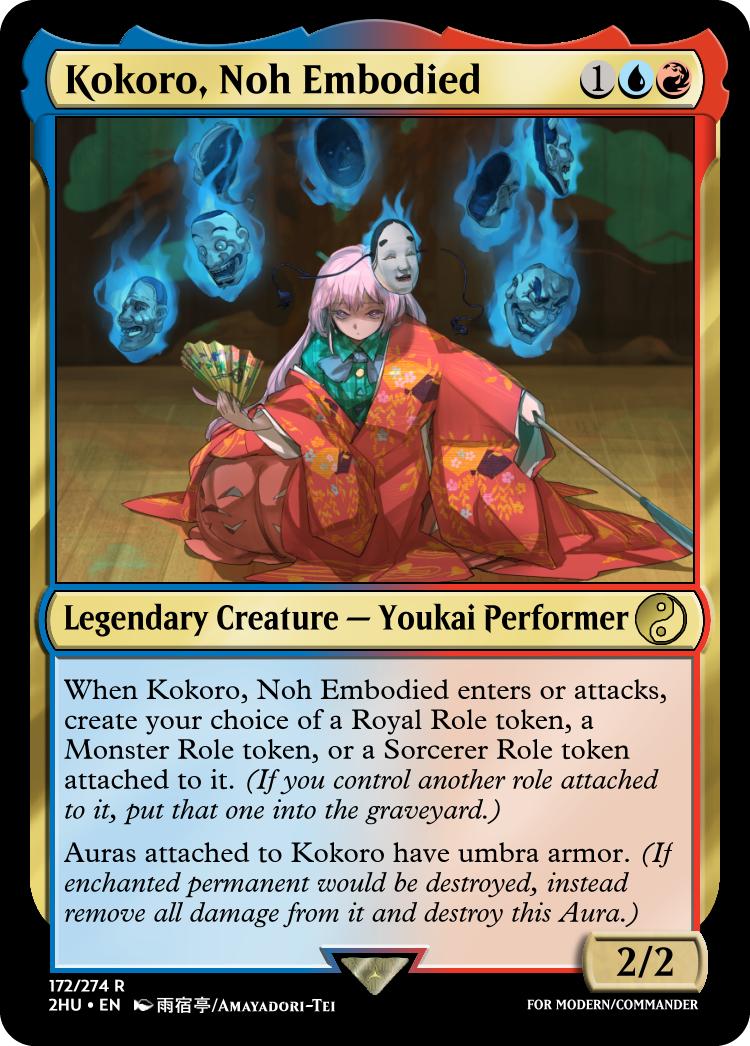 Kokoro, Noh Embodied 1
Legendary Creature — Youkai Performer
When Kokoro, Noh Embodied enters or attacks,
create your choice of a Royal Role token, a
Monster Role token, or a Sorcerer Role token
attached to it. (If you control another role attached
to it, put that one into the graveyard.)
Auras attached to Kokoro have umbra armor. (If
enchanted permanent would be destroyed, instead
remove all damage from it and destroy this Aura.)
2/2
172/274 R
2HU • EN 雨宿亭/Amayadori-Tei
FOR MODERN/COMMANDER